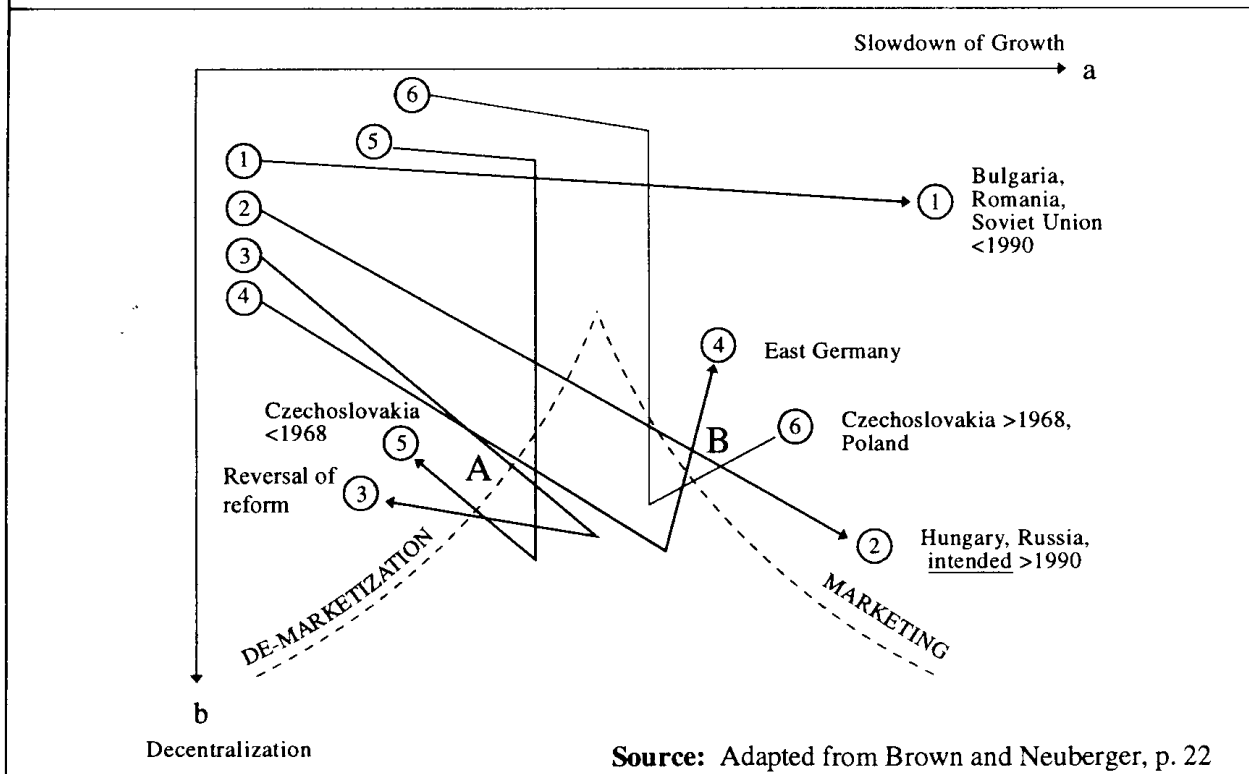 Slowdown of Growth
a
6
5
1
Bulgaria,
Romania,
Soviet Union
<1990
1
2
3
4
4
East Germany
Czechoslovakia
<1968
5
A
B
6
Czechoslovakia >1968,
Poland
Reversal of
reform
3
2
Hungary, Russia,
intended >1990
DE-MARKETIZATION
MARKETING
b
Decentralization
Source: Adapted from Brown and Neuberger, p. 22